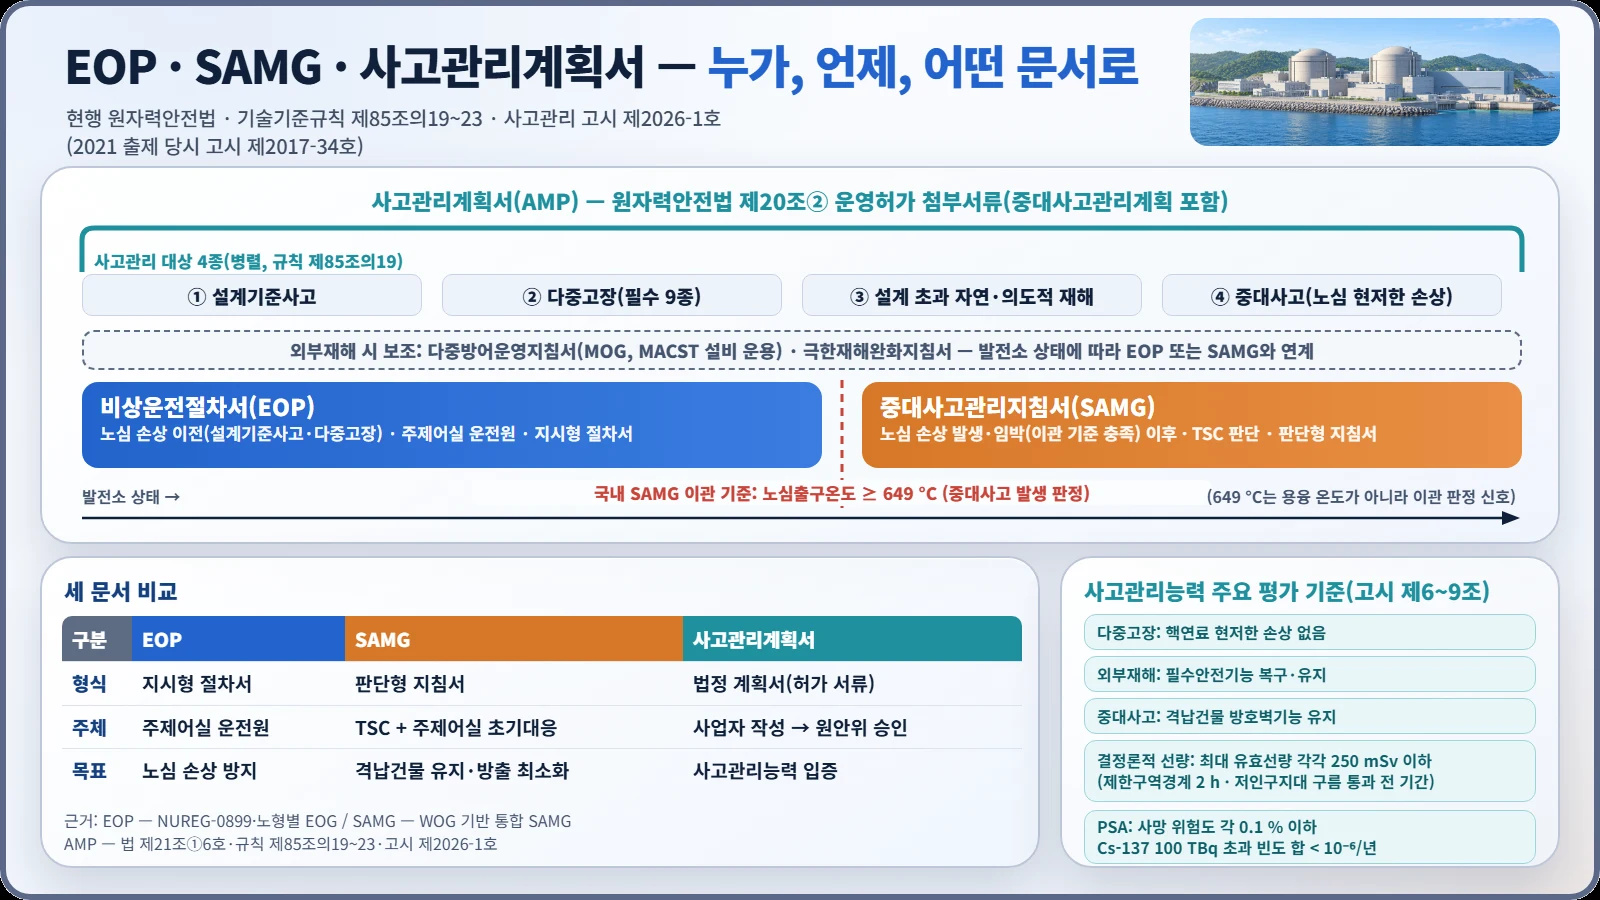 EOP · SAMG · 사고관리계획서 — 누가, 언제, 어떤 문서로
현행 원자력안전법 · 기술기준규칙 제85조의19~23 · 사고관리 고시 제2026-1호
(2021 출제 당시 고시 제2017-34호)
사고관리계획서(AMP) — 원자력안전법 제20조② 운영허가 첨부서류(중대사고관리계획 포함)
사고관리 대상 4종(병렬, 규칙 제85조의19)
① 설계기준사고
② 다중고장(필수 9종)
③ 설계 초과 자연·의도적 재해
④ 중대사고(노심 현저한 손상)
외부재해 시 보조: 다중방어운영지침서(MOG, MACST 설비 운용) · 극한재해완화지침서 — 발전소 상태에 따라 EOP 또는 SAMG와 연계
비상운전절차서(EOP)
노심 손상 이전(설계기준사고·다중고장) · 주제어실 운전원 · 지시형 절차서
중대사고관리지침서(SAMG)
노심 손상 발생·임박(이관 기준 충족) 이후 · TSC 판단 · 판단형 지침서
발전소 상태 →
국내 SAMG 이관 기준: 노심출구온도 ≥ 649 °C (중대사고 발생 판정)
(649 °C는 용융 온도가 아니라 이관 판정 신호)
세 문서 비교
구분 EOP SAMG 사고관리계획서
형식 지시형 절차서 판단형 지침서 법정 계획서(허가 서류)
주체 주제어실 운전원 TSC + 주제어실 초기대응 사업자 작성 → 원안위 승인
목표 노심 손상 방지 격납건물 유지·방출 최소화 사고관리능력 입증
근거: EOP — NUREG-0899·노형별 EOG / SAMG — WOG 기반 통합 SAMG
AMP — 법 제21조①6호·규칙 제85조의19~23·고시 제2026-1호
사고관리능력 주요 평가 기준(고시 제6~9조)
다중고장: 핵연료 현저한 손상 없음
외부재해: 필수안전기능 복구·유지
중대사고: 격납건물 방호벽기능 유지
결정론적 선량: 최대 유효선량 각각 250 mSv 이하
(제한구역경계 2 h · 저인구지대 구름 통과 전 기간)
PSA: 사망 위험도 각 0.1 % 이하
Cs-137 100 TBq 초과 빈도 합 < 10⁻⁶/년